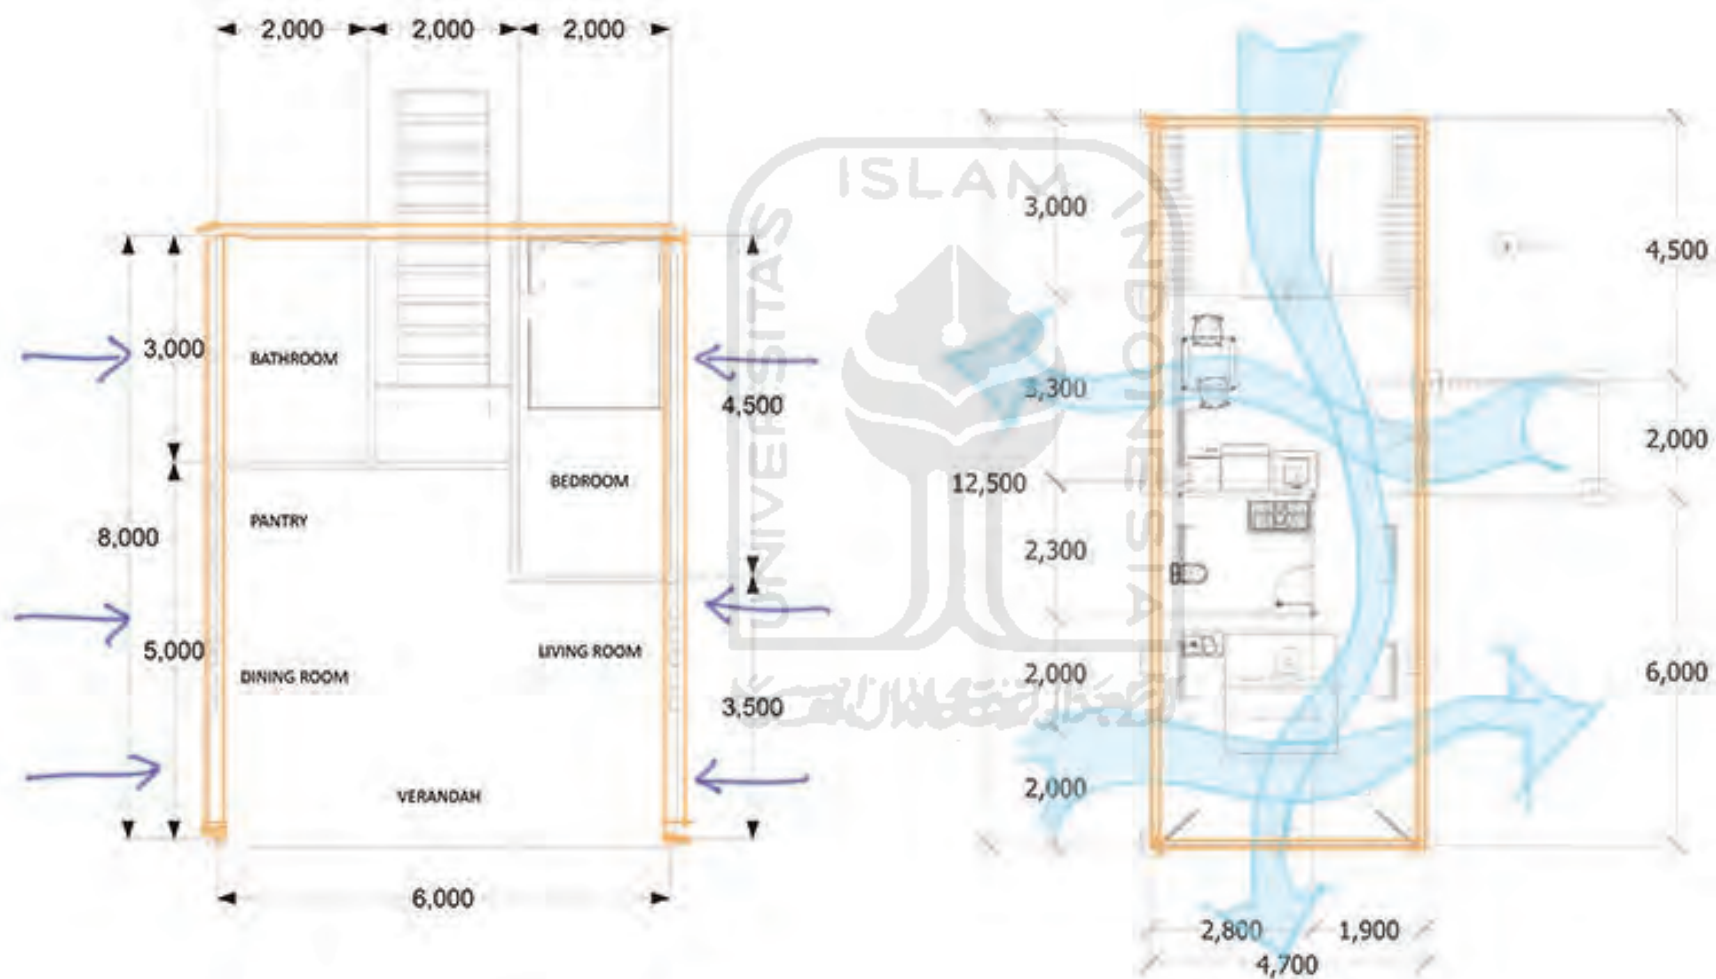 2,000 2,000 2,000
3,000
BATHROOM
4,500
BEDROOM
PANTRY
8,000
5,000
LIVING ROOM
DINING ROOM
3,500
VERANDAH
6,000
UNIVERSITAS
ISLAM
INDONESIA
3,000
4,500
3,300
2,000
12,500
2,300
2,000
6,000
2,000
2,800 1,900
4,700